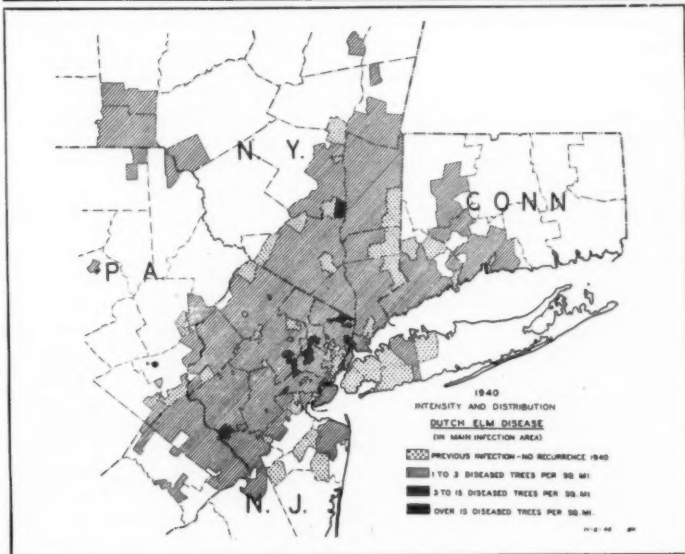 N. Y.
CONN
PA
N. J.
1940
INTENSITY AND DISTRIBUTION
DUTCH ELM DISEASE
(IN MAIN INFECTION AREA)
PREVIOUS INFECTION - NO RECURRENCE 1940
1 TO 3 DISEASED TREES PER SQ. MI.
3 TO 15 DISEASED TREES PER SQ. MI.
OVER 15 DISEASED TREES PER SQ. MI.